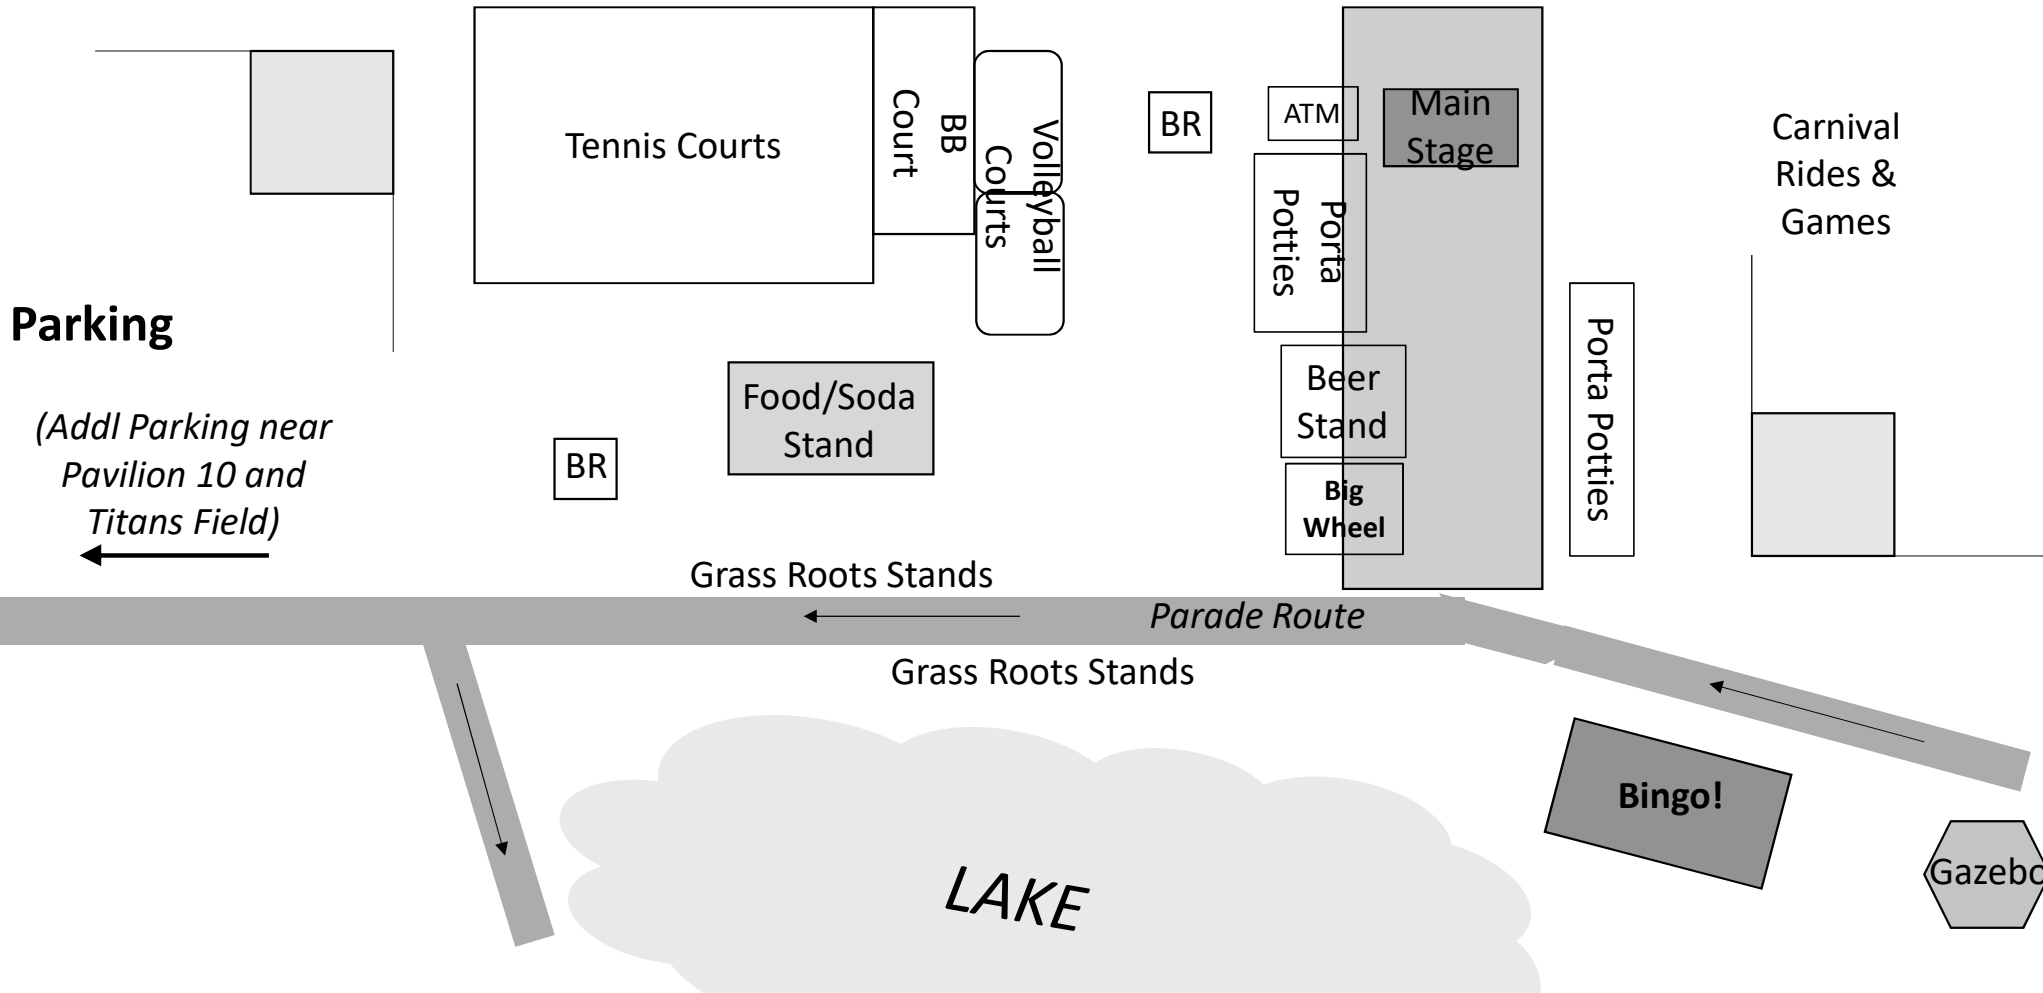 Tennis Courts
BB
Court
Volleyball
Courts
BR
ATM
Main
Stage
Carnival
Rides &
Games
Porta
Potties
Parking
(Addl Parking near
Pavilion 10 and
Titans Field)
BR
Food/Soda
Stand
Beer
Stand
Big
Wheel
Porta Potties
Grass Roots Stands
Parade Route
Grass Roots Stands
Bingo!
Gazebo
LAKE